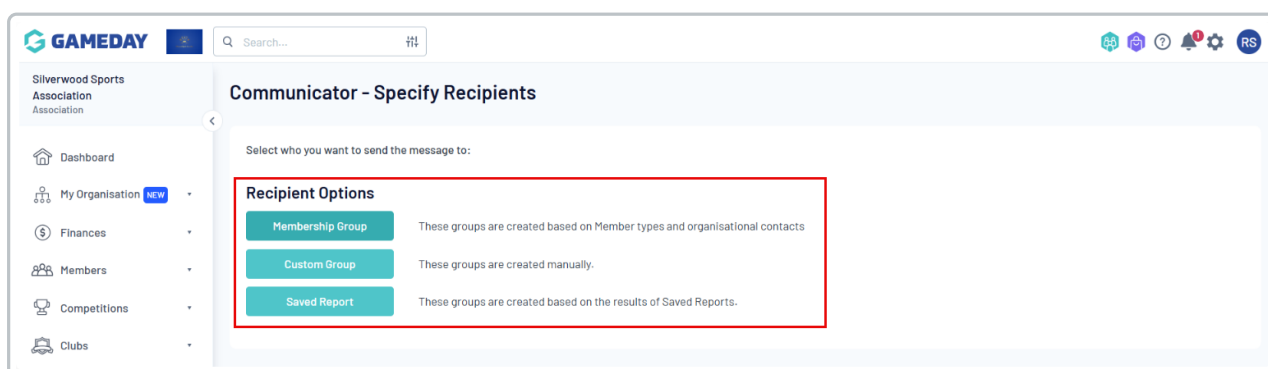 GAMEDAY
Search...
1
RS
Silverwood Sports
Association
Association
Communicator - Specify Recipients
Dashboard
My Organisation NEW
Finances
Members
Competitions
Clubs
Select who you want to send the message to:
Recipient Options
Membership Group These groups are created based on Member types and organisational contacts
Custom Group These groups are created manually.
Saved Report These groups are created based on the results of Saved Reports.